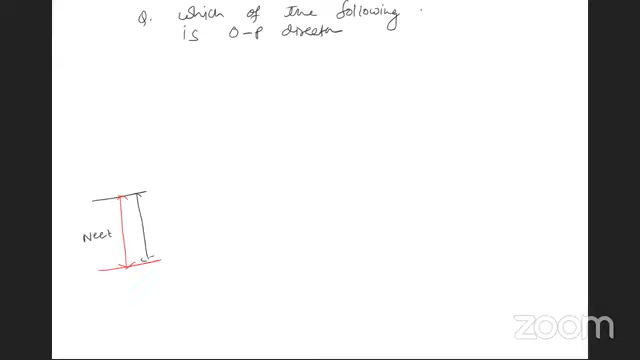 Q. which of the following
is O-P director
Neet
zoom